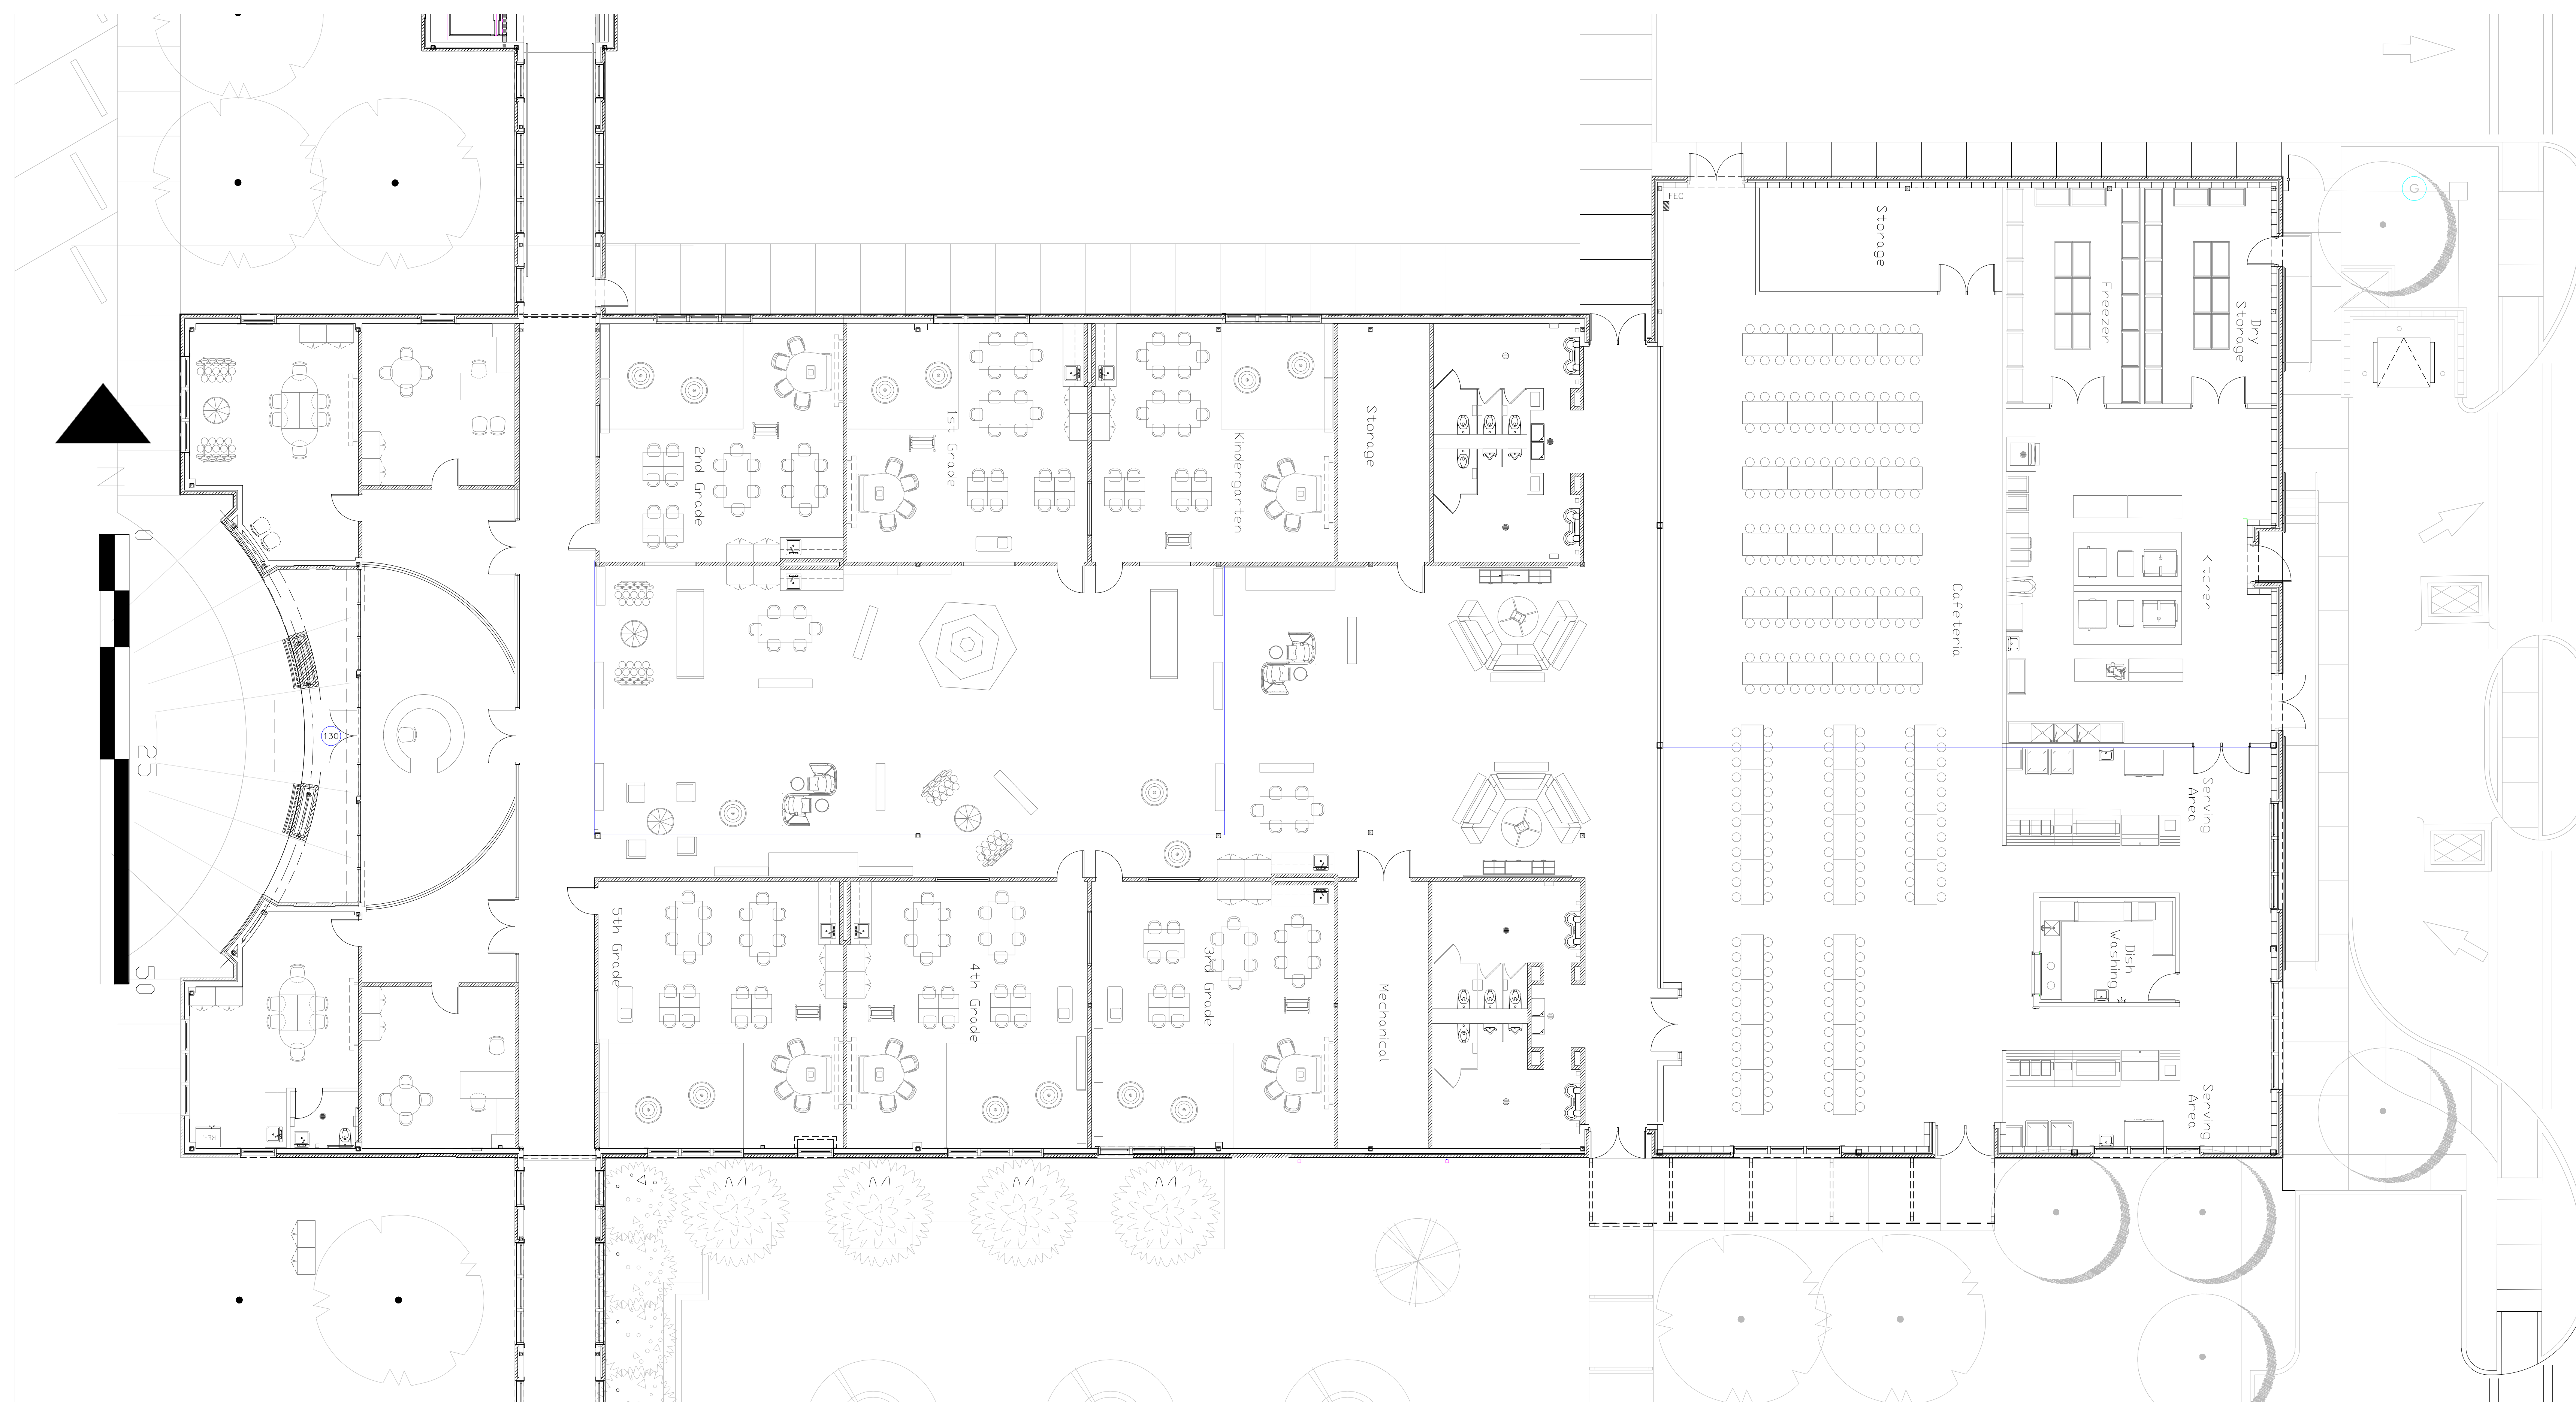 FEC
G
Storage
Freezer
Dry
Storage
2nd Grade
1st Grade
Kindergarten
Storage
N
0
25
50
130
Cafeteria
Kitchen
Serving
Area
5th Grade
4th Grade
3rd Grade
Mechanical
Dish
Washing
Serving
Area
REF.